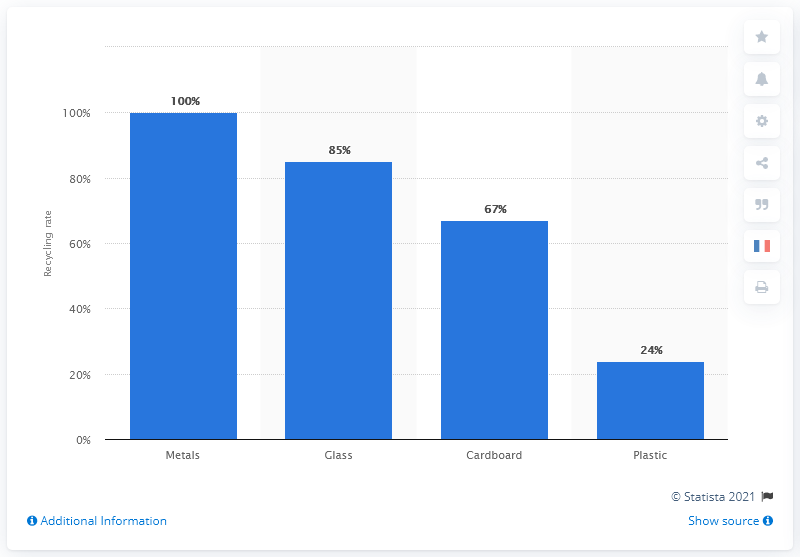 100%
85%
67%
24%
100%
80%
60%
40%
20%
0%
Recycling rate
Metals
Glass
Cardboard
Plastic
© Statista 2021
Additional Information
Show source